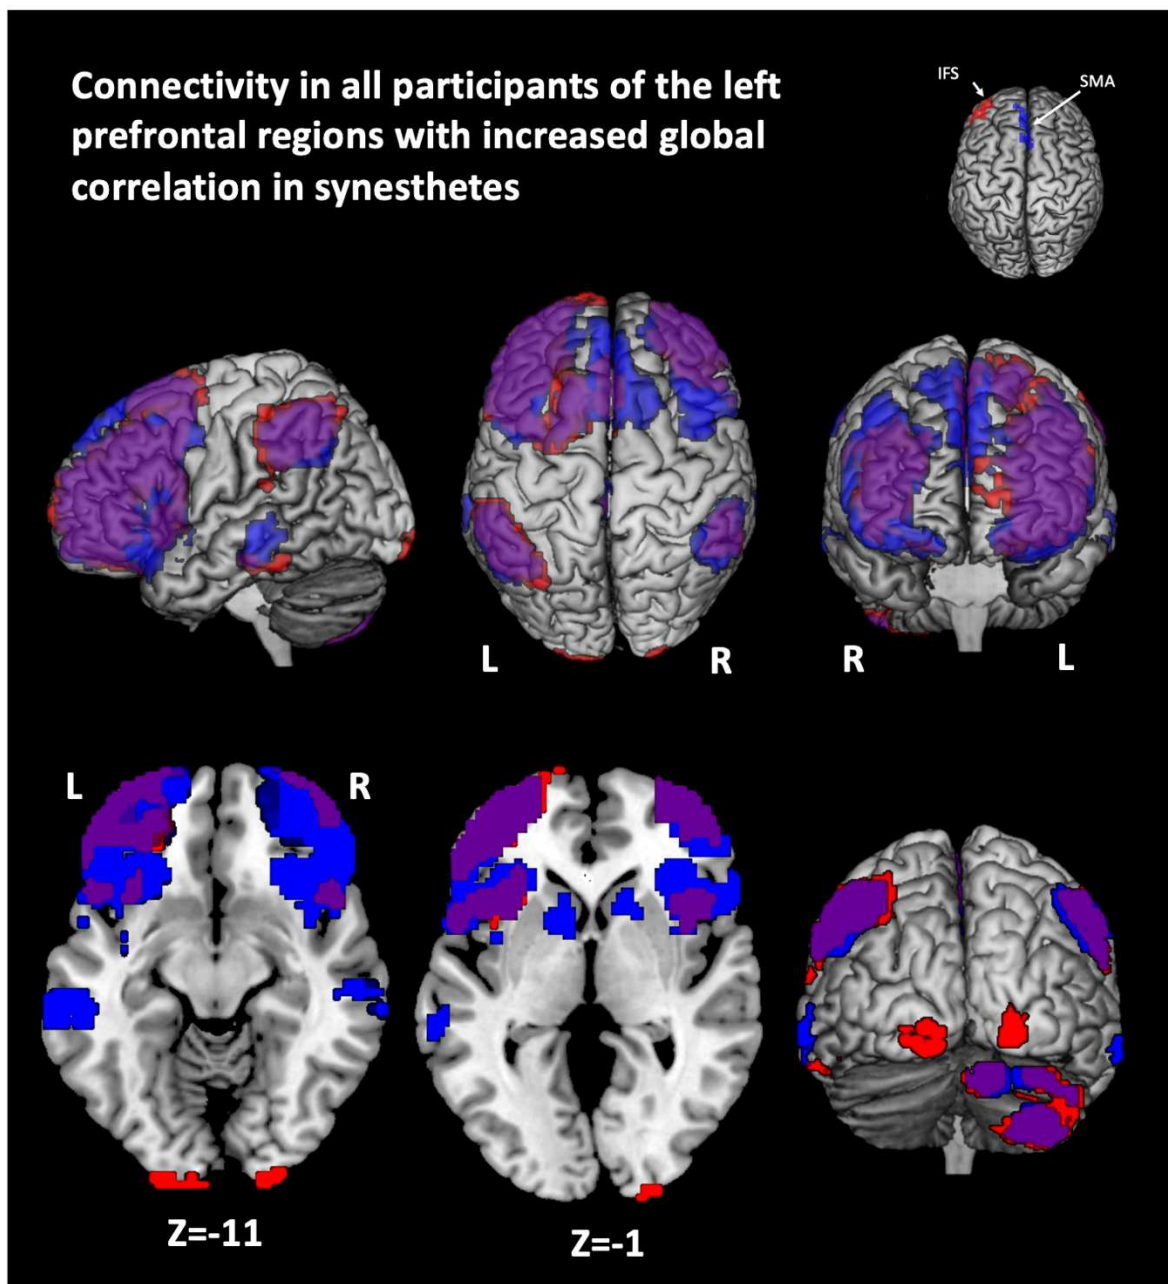 Connectivity in all participants of the left
prefrontal regions with increased global
correlation in synesthetes
IFS
SMA
L
R
R
L
L
R
Z=-11
Z=-1